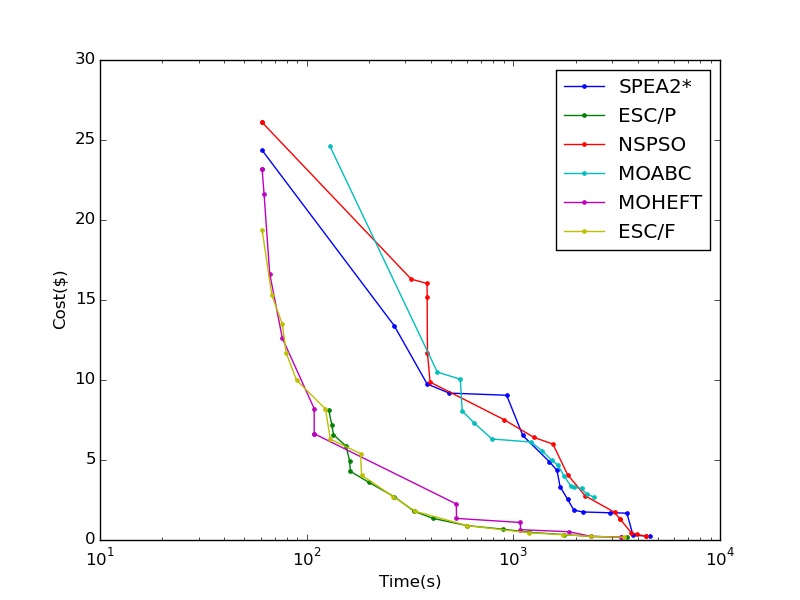 30
25
20
15
10
5
0
Cost($)
10¹
10²
10³
10⁴
Time(s)
SPEA2*
ESC/P
NSPSO
MOABC
MOHEFT
ESC/F